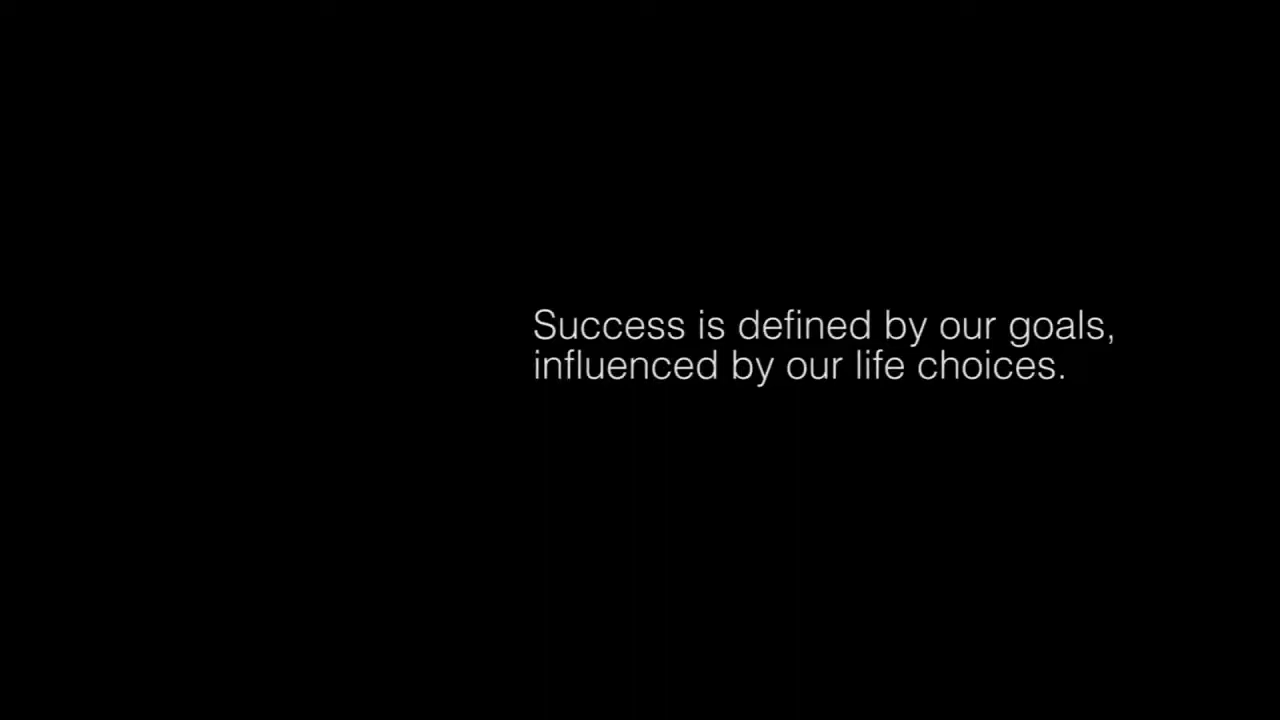 Success is defined by our goals,
influenced by our life choices.